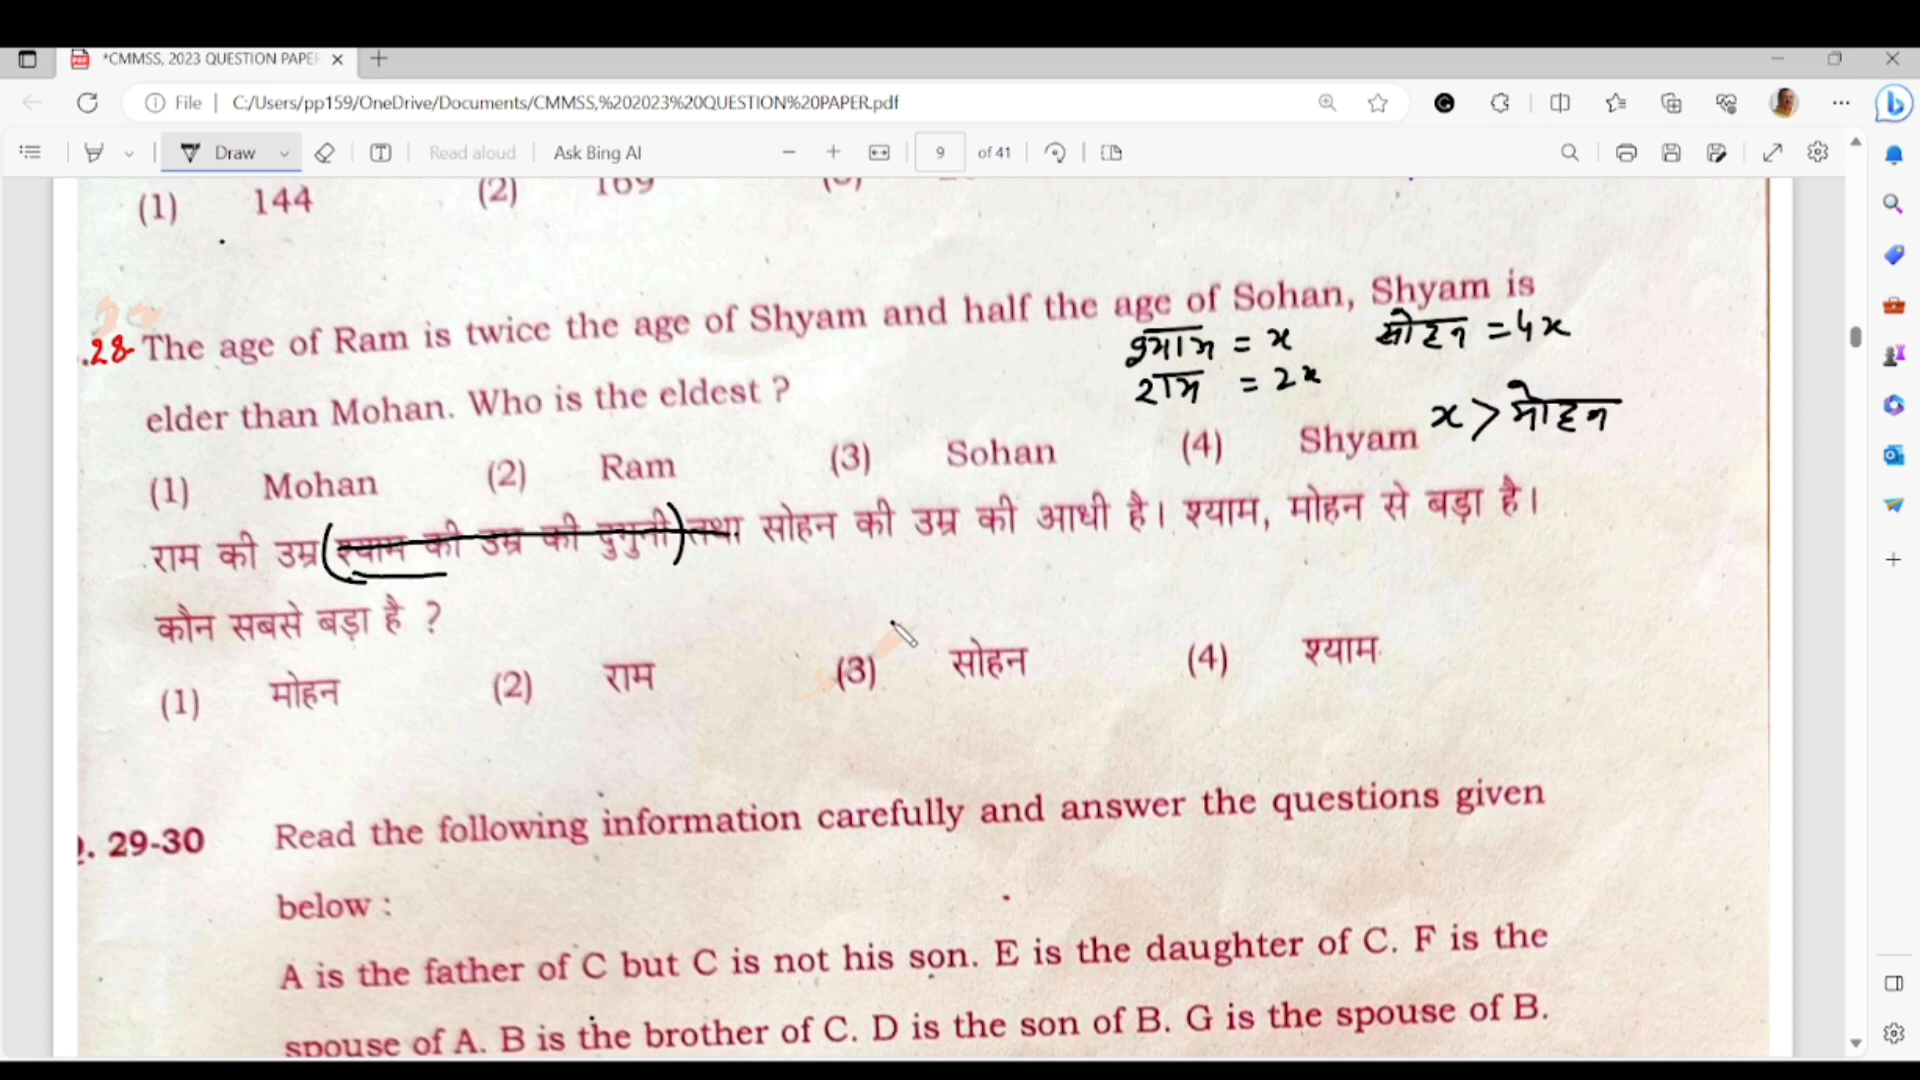 *CMMSS, 2023 QUESTION PAPER
File | C:/Users/pp159/OneDrive/Documents/CMMSS,%202023%20QUESTION%20PAPER.pdf
Draw Read aloud Ask Bing AI 9 of 41
(1) 144 (2) 169
.28 The age of Ram is twice the age of Shyam and half the age of Sohan, Shyam is
श्याम = x सोहन = 4x
राम = 2x
elder than Mohan. Who is the eldest ?
x > मोहन
(1) Mohan (2) Ram (3) Sohan (4) Shyam
राम की उम्र (श्याम की उम्र की दुगुनी) तथा सोहन की उम्र की आधी है। श्याम, मोहन से बड़ा है।
कौन सबसे बड़ा है ?
(1) मोहन (2) राम (3) सोहन (4) श्याम
. 29-30 Read the following information carefully and answer the questions given
below :
A is the father of C but C is not his son. E is the daughter of C. F is the
spouse of A. B is the brother of C. D is the son of B. G is the spouse of B.